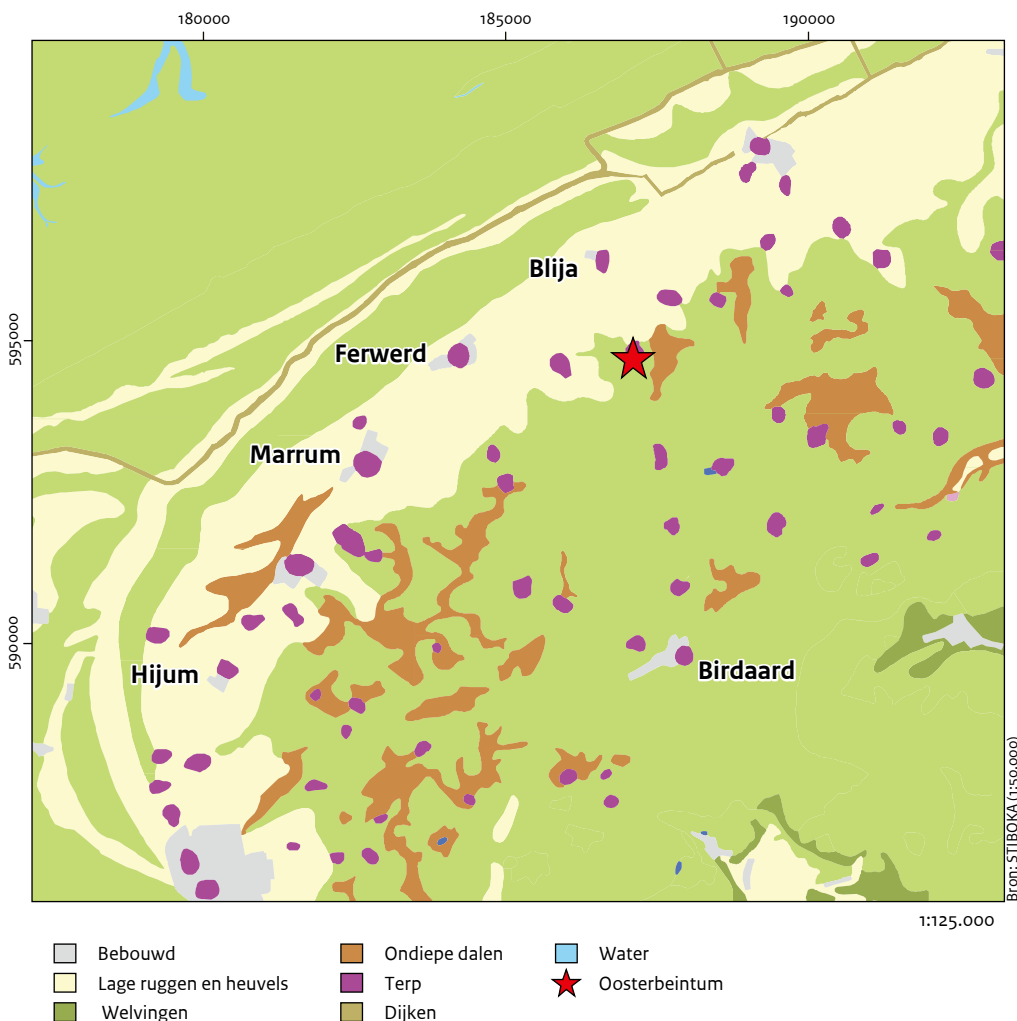 180000 185000 190000
595000
590000
Blija
Ferwerd
Marrum
Hijum
Birdaard
Bron: STIBOKA (1:50.000)
1:125.000
Bebouwd
Lage ruggen en heuvels
Welvingen
Ondiepe dalen
Terp
Dijken
Water
Oosterbeintum